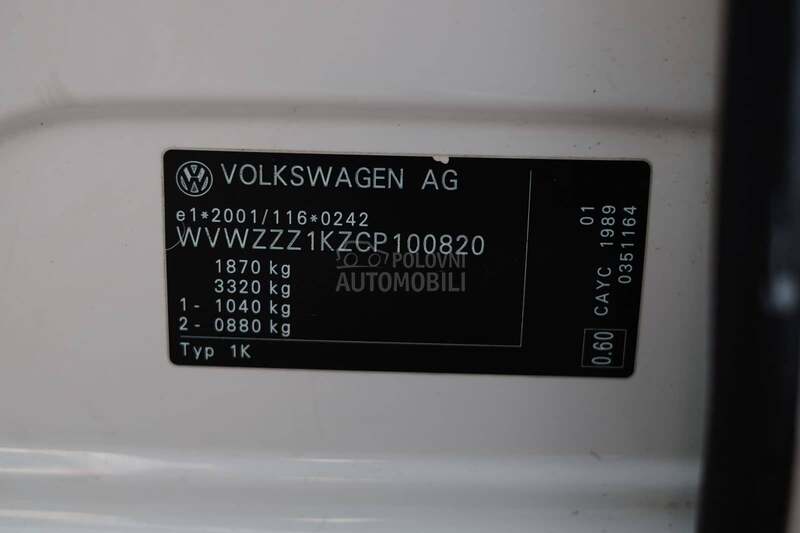 VOLKSWAGEN AG
e1*2001/116*0242
WVWZZZ1KZCP100820
1870 kg
3320 kg
1- 1040 kg
2- 0880 kg
Typ 1K
POLOVNI
AUTOMOBILI
01
CAYC 1989
0351164
0.60